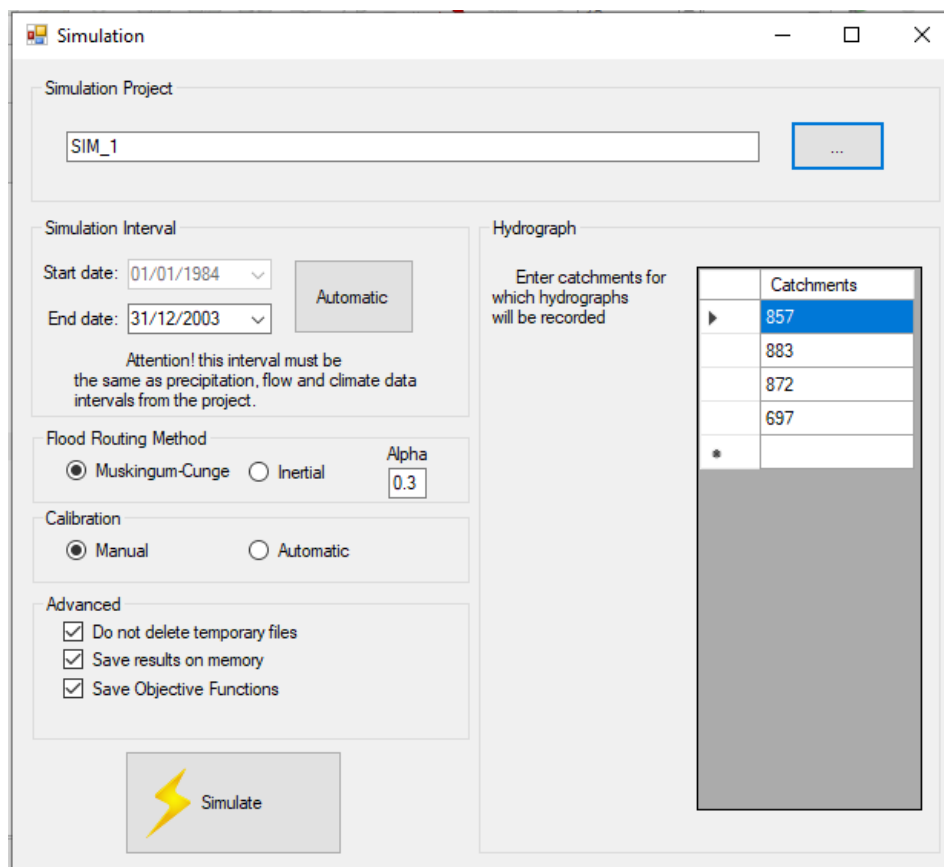 Simulation
Simulation Project
SIM_1
...
Simulation Interval
Start date: 01/01/1984
End date: 31/12/2003
Automatic
Attention! this interval must be
the same as precipitation, flow and climate data
intervals from the project.
Flood Routing Method
Muskingum-Cunge
Inertial
Alpha
0.3
Calibration
Manual
Automatic
Advanced
Do not delete temporary files
Save results on memory
Save Objective Functions
Simulate
Hydrograph
Enter catchments for
which hydrographs
will be recorded
Catchments
857
883
872
697